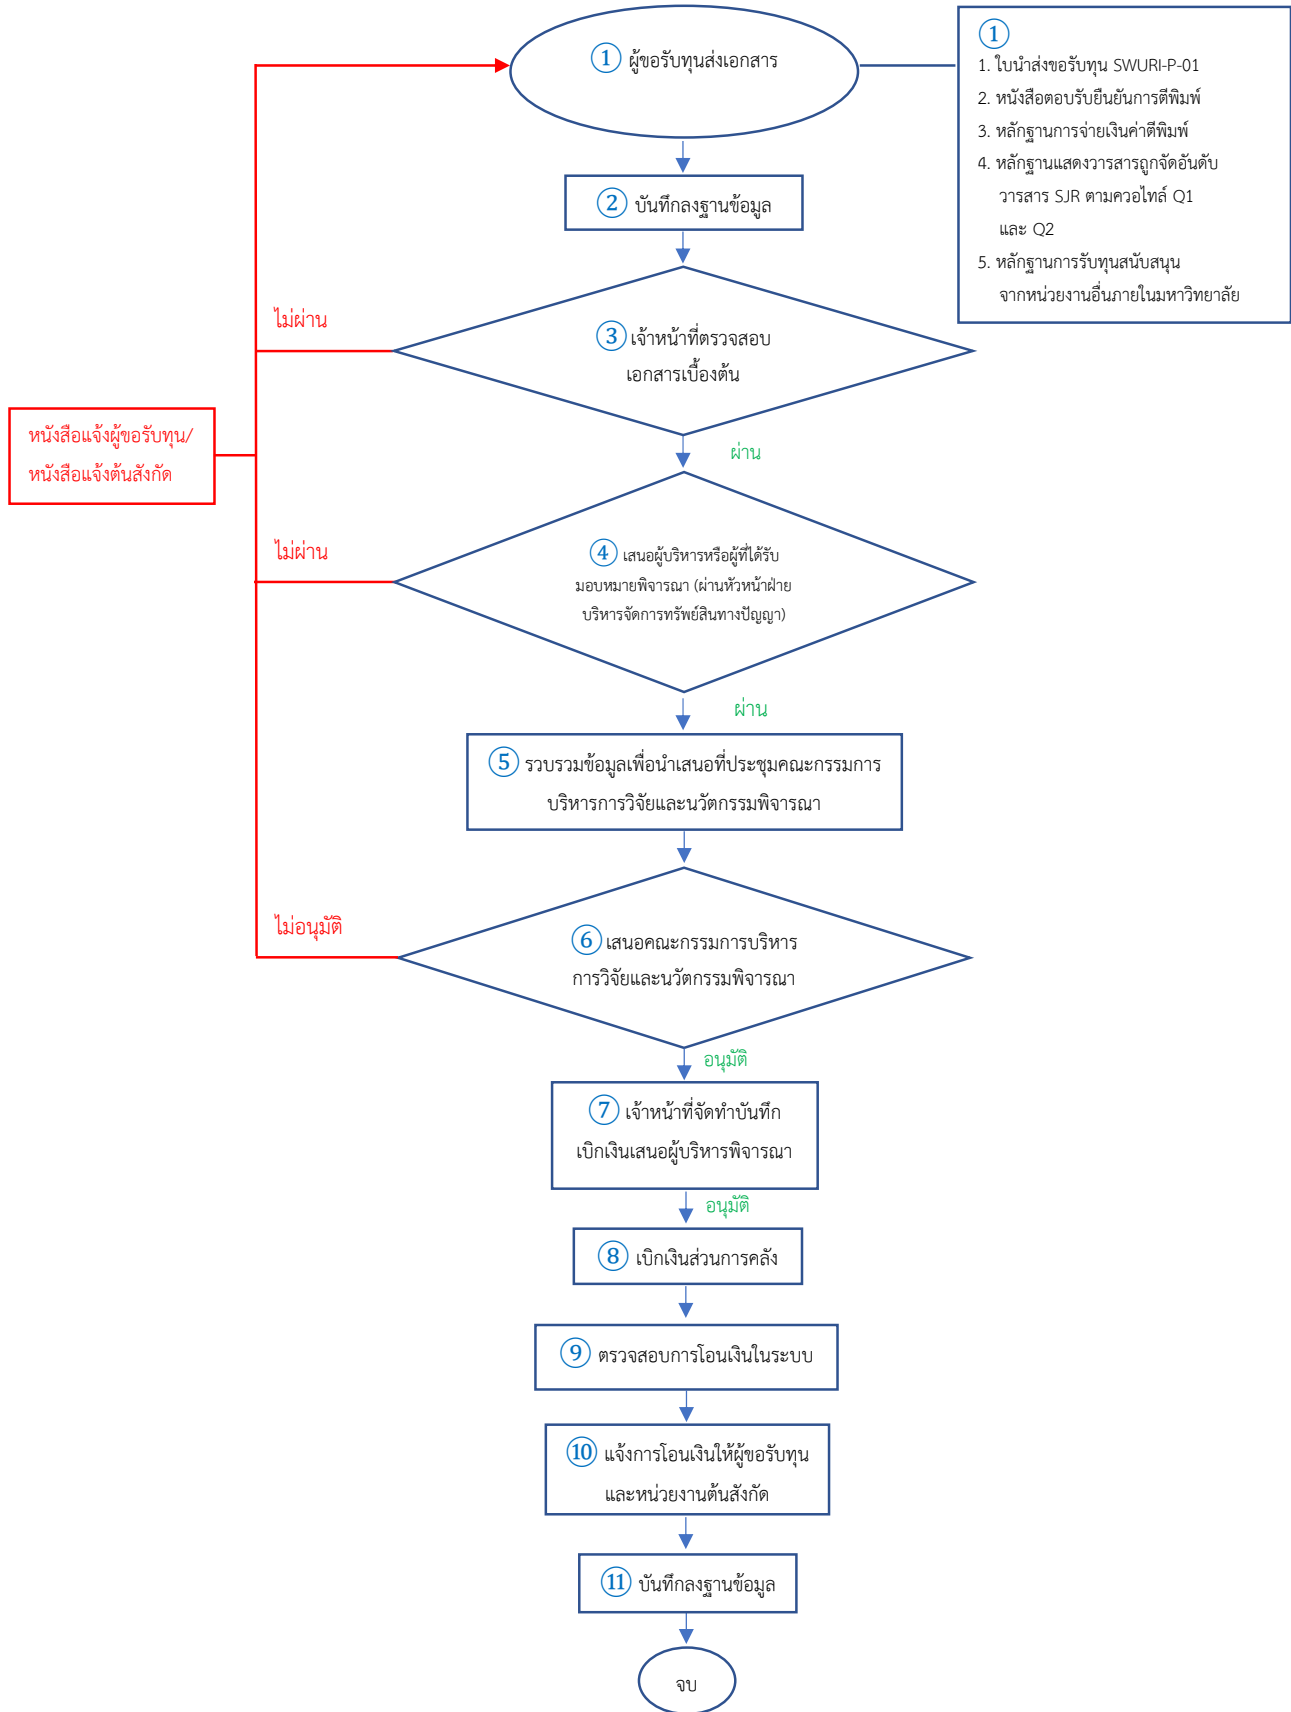 ① ผู้ขอรับทุนส่งเอกสาร
①
1. ใบนำส่งขอรับทุน SWURI-P-01
2. หนังสือตอบรับยืนยันการตีพิมพ์
3. หลักฐานการจ่ายเงินค่าตีพิมพ์
4. หลักฐานแสดงวารสารถูกจัดอันดับ
วารสาร SJR ตามควอไทล์ Q1
และ Q2
5. หลักฐานการรับทุนสนับสนุน
จากหน่วยงานอื่นภายในมหาวิทยาลัย
② บันทึกลงฐานข้อมูล
ไม่ผ่าน
③ เจ้าหน้าที่ตรวจสอบ
เอกสารเบื้องต้น
หนังสือแจ้งผู้ขอรับทุน/
หนังสือแจ้งต้นสังกัด
ผ่าน
ไม่ผ่าน
④ เสนอผู้บริหารหรือผู้ที่ได้รับ
มอบหมายพิจารณา (ผ่านหัวหน้าฝ่าย
บริหารจัดการทรัพย์สินทางปัญญา)
ผ่าน
⑤ รวบรวมข้อมูลเพื่อนำเสนอที่ประชุมคณะกรรมการ
บริหารการวิจัยและนวัตกรรมพิจารณา
ไม่อนุมัติ
⑥ เสนอคณะกรรมการบริหาร
การวิจัยและนวัตกรรมพิจารณา
อนุมัติ
⑦ เจ้าหน้าที่จัดทำบันทึก
เบิกเงินเสนอผู้บริหารพิจารณา
อนุมัติ
⑧ เบิกเงินส่วนการคลัง
⑨ ตรวจสอบการโอนเงินในระบบ
⑩ แจ้งการโอนเงินให้ผู้ขอรับทุน
และหน่วยงานต้นสังกัด
⑪ บันทึกลงฐานข้อมูล
จบ